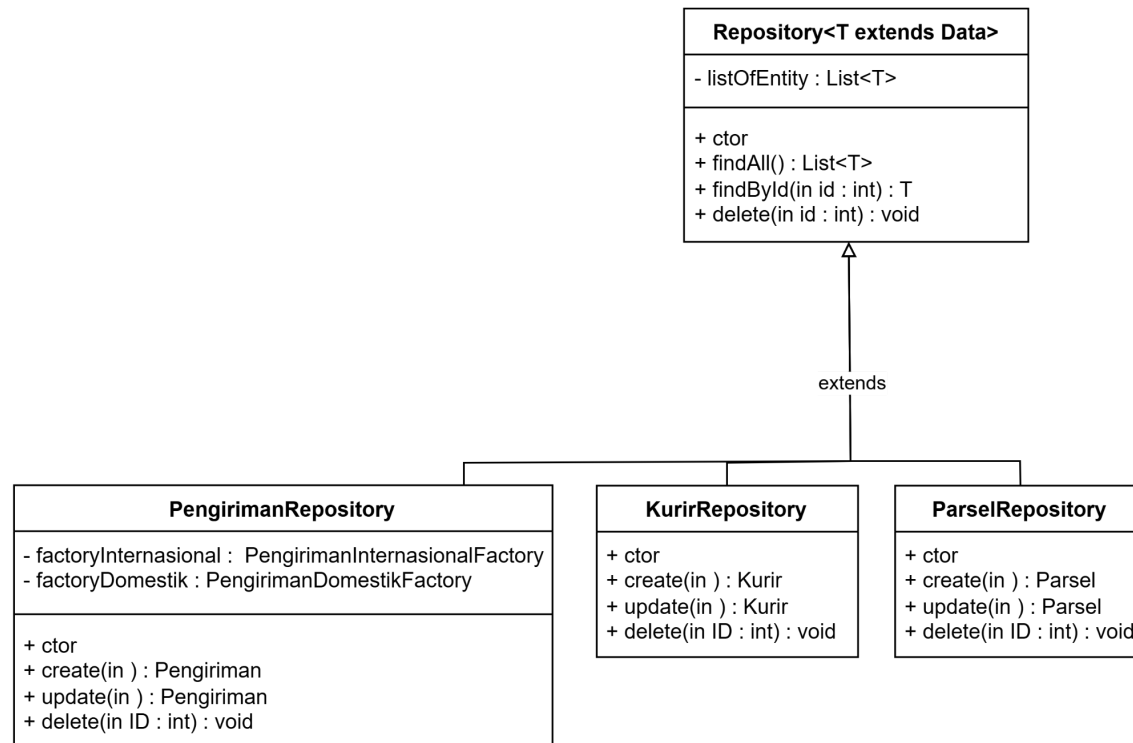 Repository<T extends Data>
- listOfEntity : List<T>
+ ctor
+ findAll() : List<T>
+ findById(in id : int) : T
+ delete(in id : int) : void
extends
PengirimanRepository
- factoryInternasional : PengirimanInternasionalFactory
- factoryDomestik : PengirimanDomestikFactory
+ ctor
+ create(in ) : Pengiriman
+ update(in ) : Pengiriman
+ delete(in ID : int) : void
KurirRepository
+ ctor
+ create(in ) : Kurir
+ update(in ) : Kurir
+ delete(in ID : int) : void
ParselRepository
+ ctor
+ create(in ) : Parsel
+ update(in ) : Parsel
+ delete(in ID : int) : void